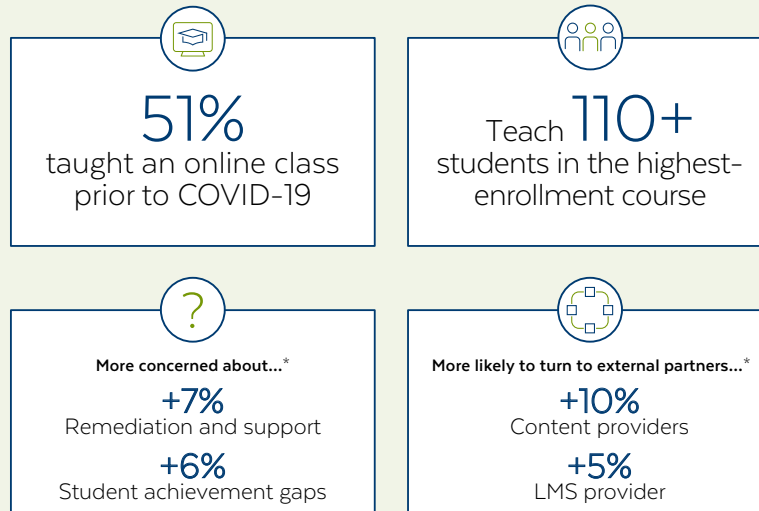 51%
taught an online class
prior to COVID-19
Teach 110+
students in the highest-
enrollment course
?
More concerned about...*
+7%
Remediation and support
+6%
Student achievement gaps
More likely to turn to external partners...*
+10%
Content providers
+5%
LMS provider